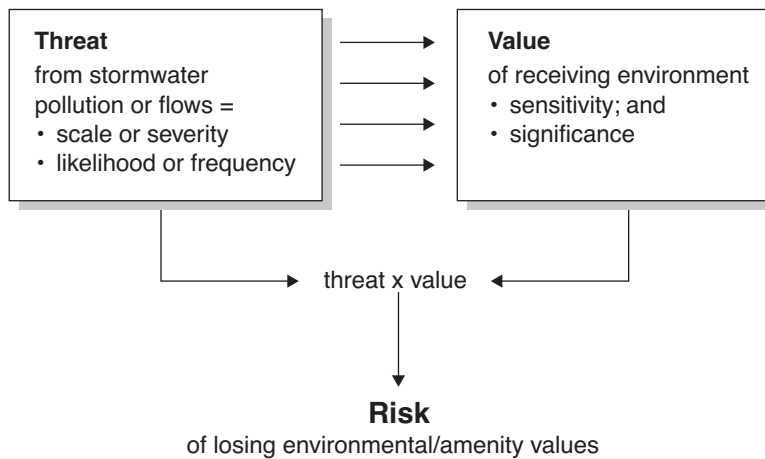 Threat
from stormwater
pollution or flows =
• scale or severity
• likelihood or frequency
Value
of receiving environment
• sensitivity; and
• significance
threat x value
Risk
of losing environmental/amenity values